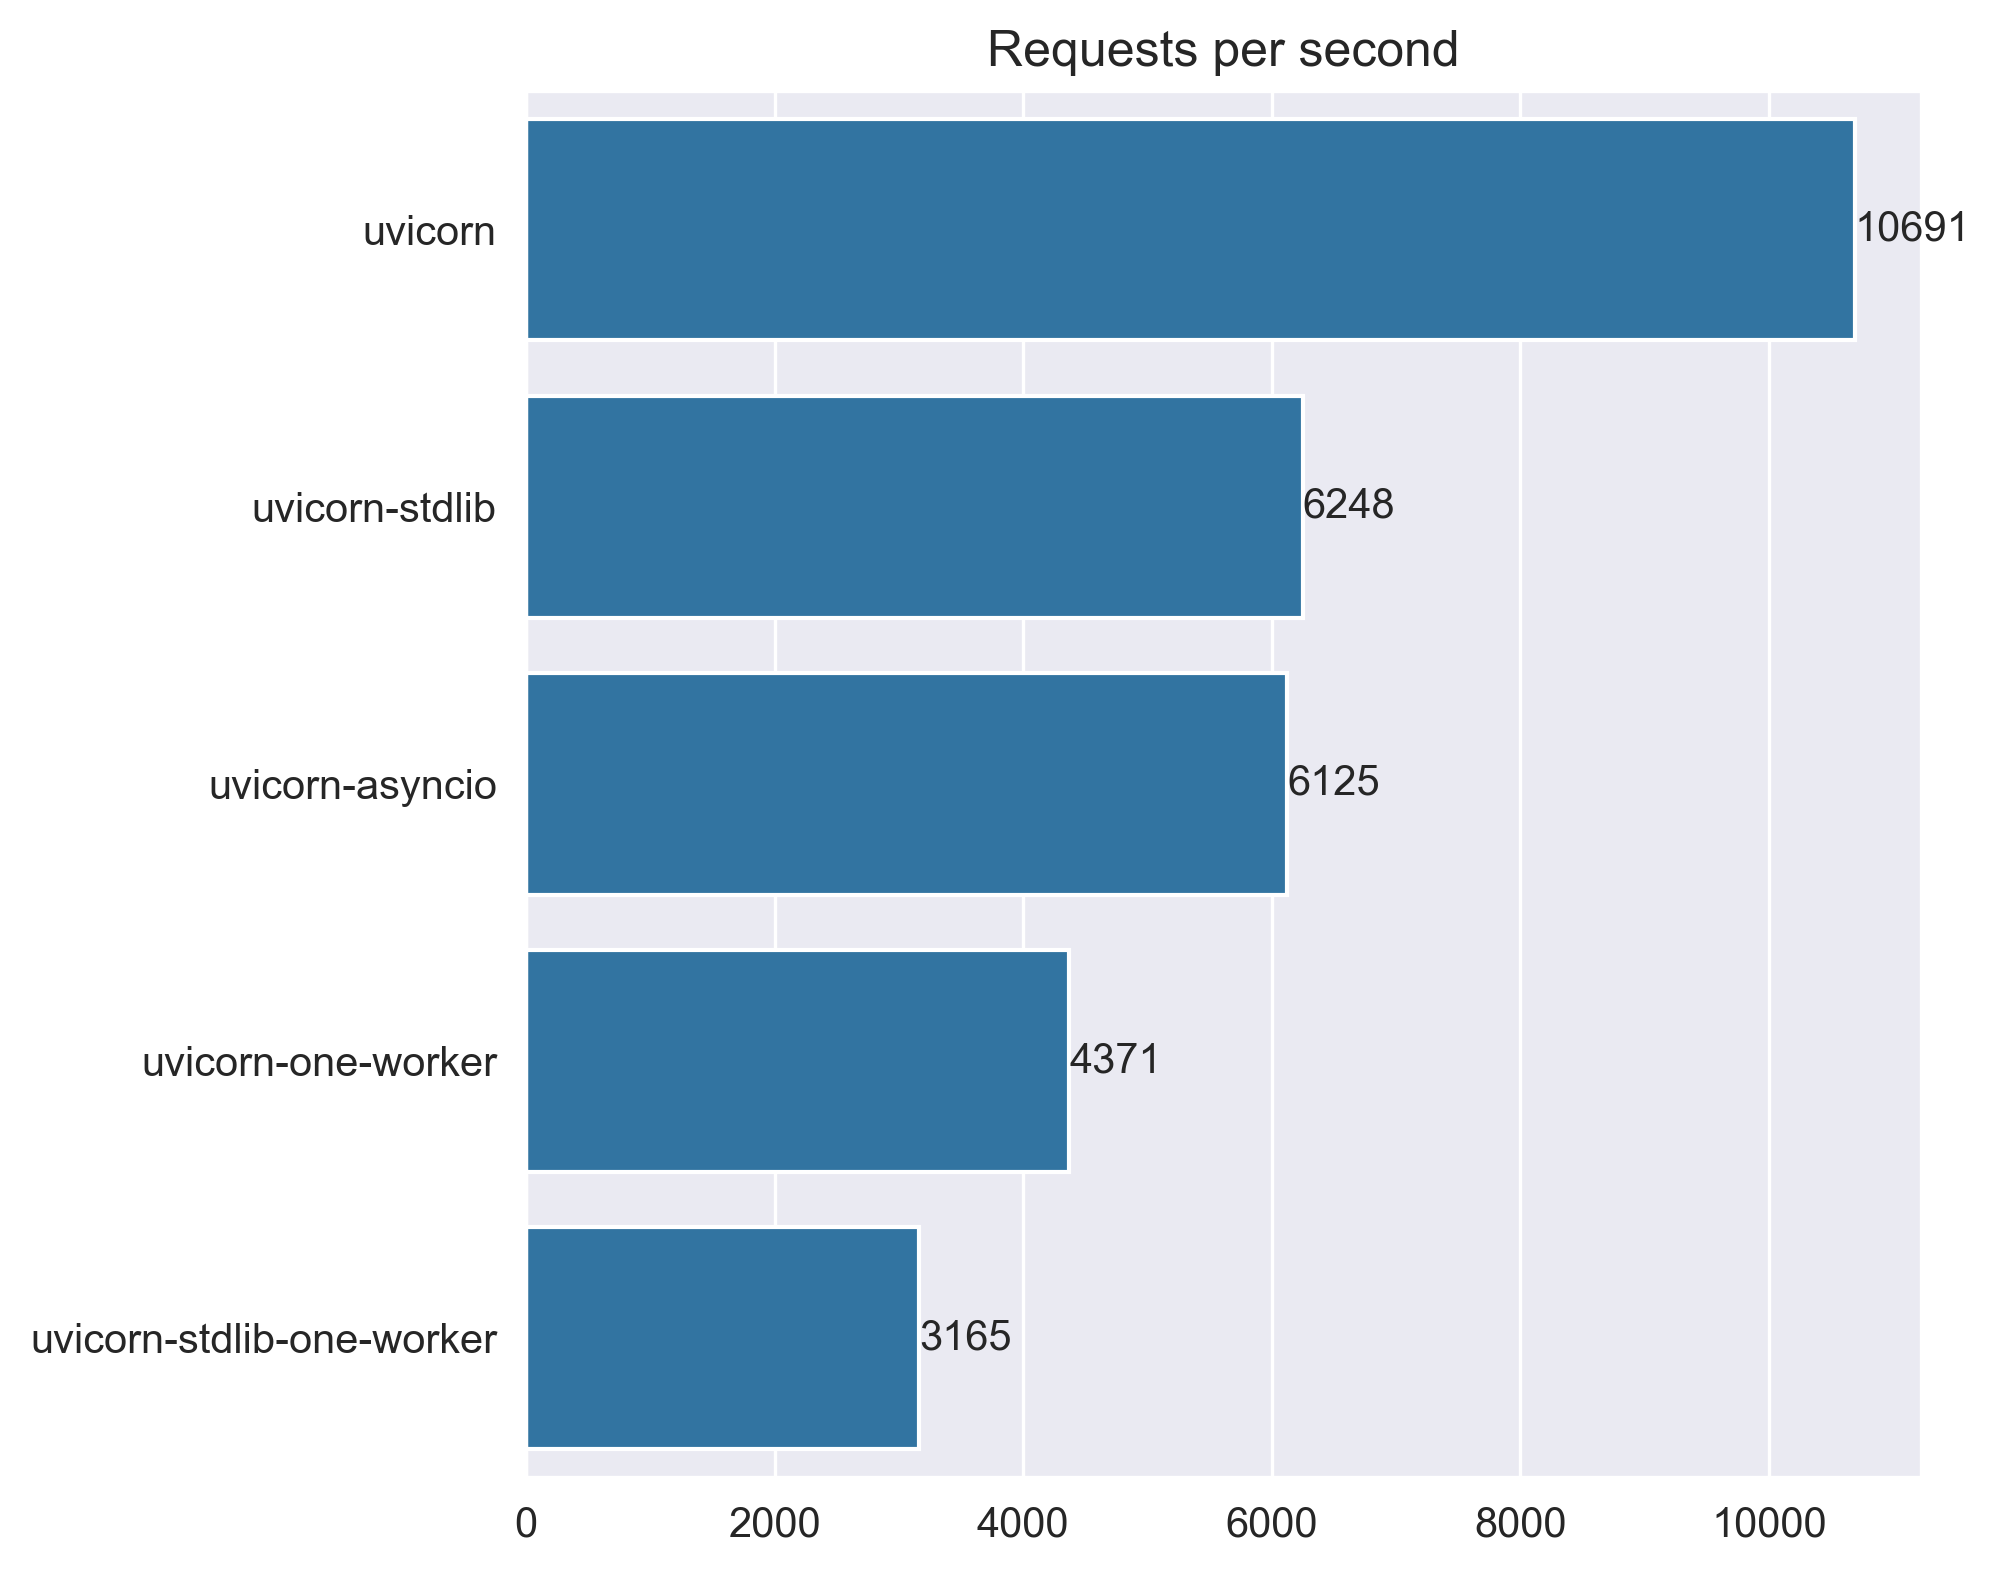 Requests per second
uvicorn
10691
uvicorn-stdlib
6248
uvicorn-asyncio
6125
uvicorn-one-worker
4371
uvicorn-stdlib-one-worker
3165
0 2000 4000 6000 8000 10000